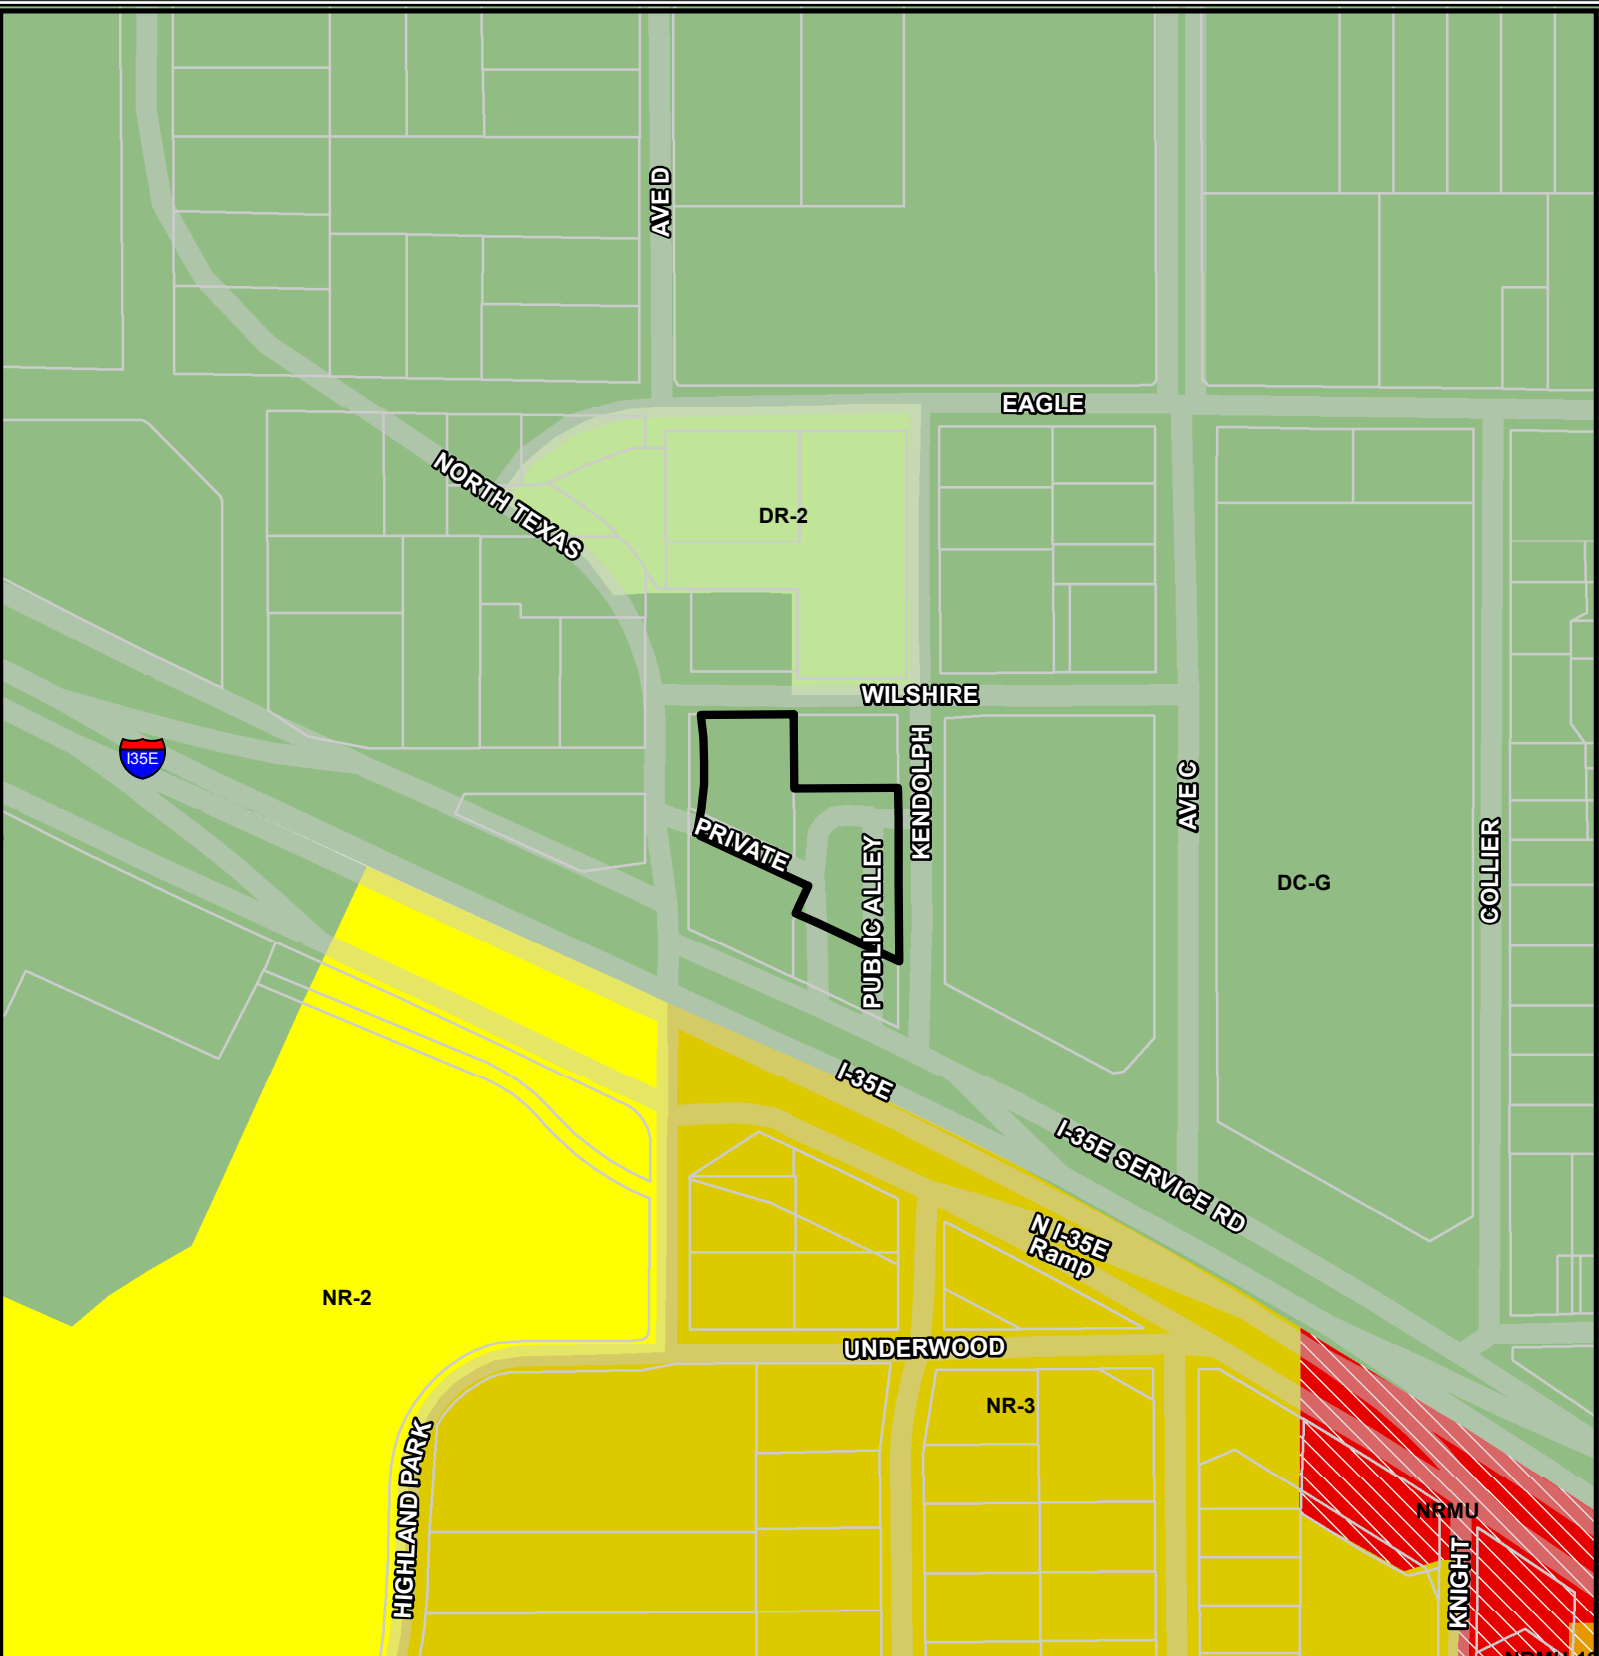 AVE D
EAGLE
NORTH TEXAS
DR-2
WILSHIRE
KENDOLPH
I35E
AVE C
PRIVATE
PUBLIC ALLEY
COLLIER
DC-G
I-35E
I-35E SERVICE RD
N I-35E
Ramp
NR-2
UNDERWOOD
NR-3
HIGHLAND PARK
NRMU
KNIGHT